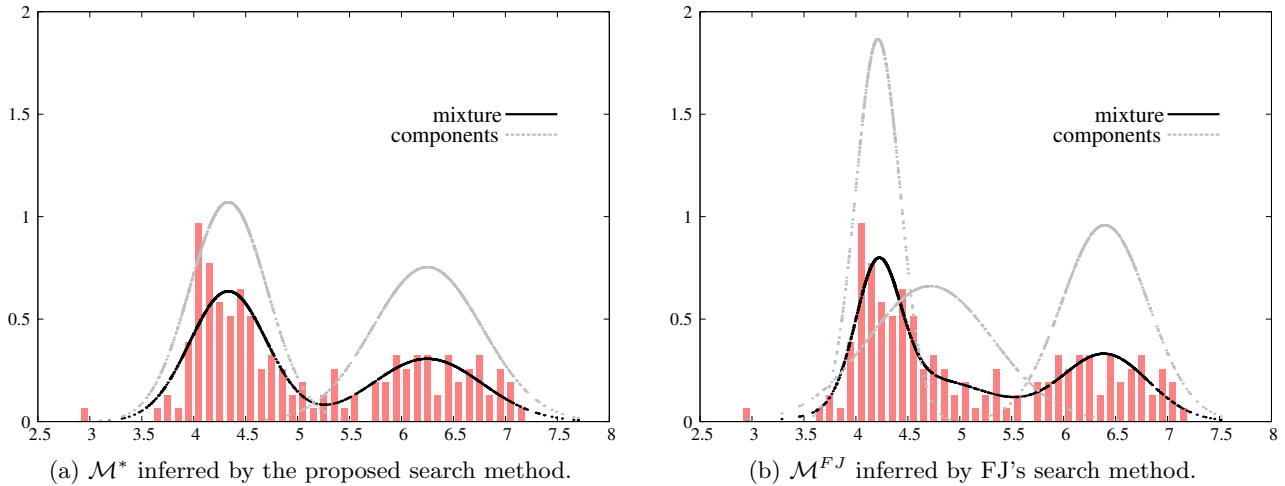 2
1.5
mixture
components
1
0.5
0
2.5 3 3.5 4 4.5 5 5.5 6 6.5 7 7.5 8
(a) M* inferred by the proposed search method.
2
1.5
mixture
components
1
0.5
0
2.5 3 3.5 4 4.5 5 5.5 6 6.5 7 7.5 8
(b) M^{FJ} inferred by FJ's search method.